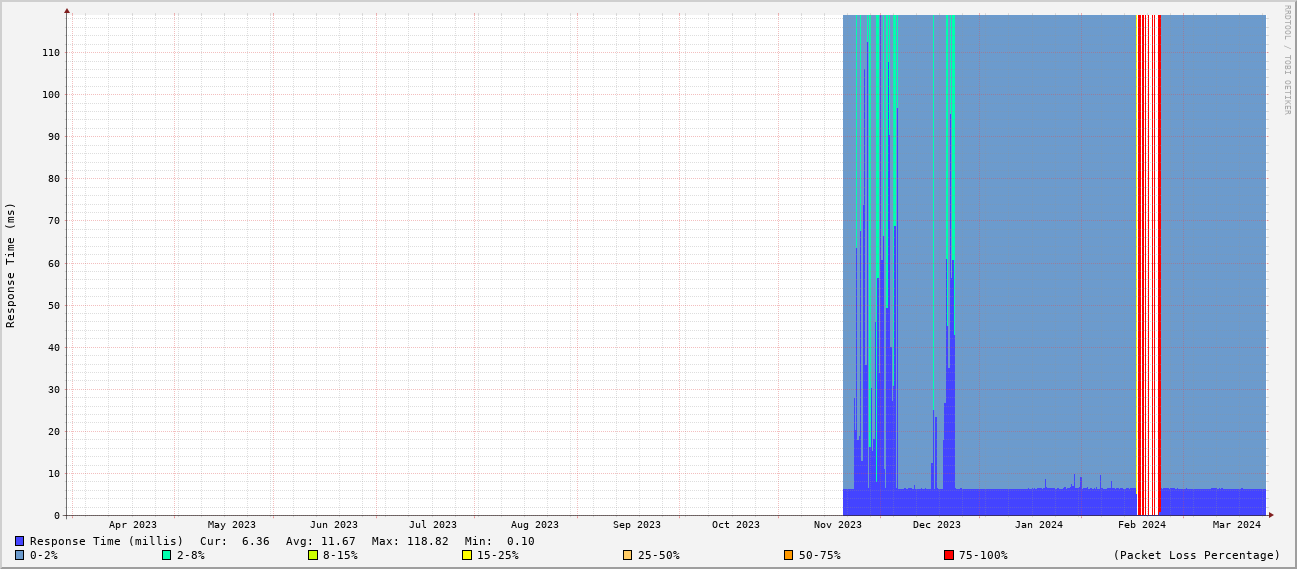 RRDTOOL / TOBI OETIKER
Response Time (ms)
110
100
90
80
70
60
50
40
30
20
10
0
Apr 2023 May 2023 Jun 2023 Jul 2023 Aug 2023 Sep 2023 Oct 2023 Nov 2023 Dec 2023 Jan 2024 Feb 2024 Mar 2024
Response Time (millis) Cur: 6.36 Avg: 11.67 Max: 118.82 Min: 0.10
0-2% 2-8% 8-15% 15-25% 25-50% 50-75% 75-100% (Packet Loss Percentage)